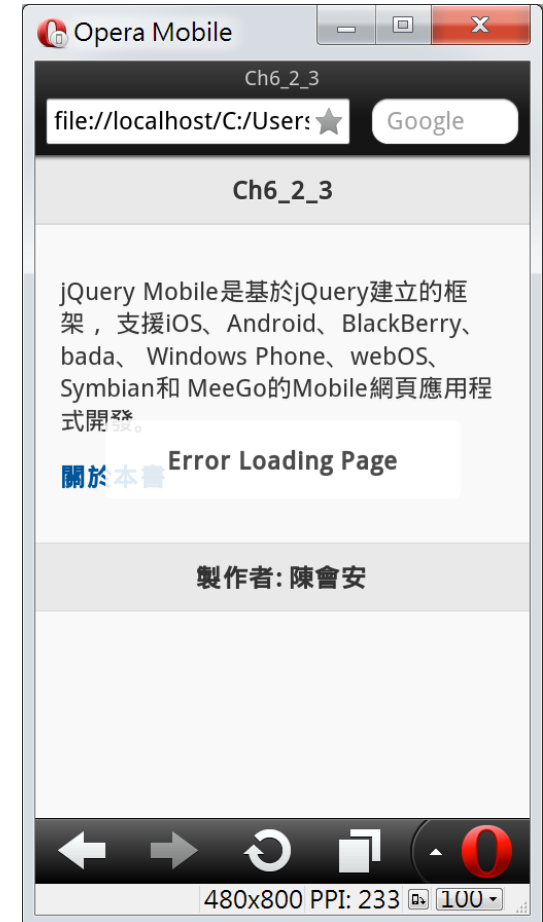 Opera Mobile
Ch6_2_3
file://localhost/C:/Users
Google
Ch6_2_3
jQuery Mobile是基於jQuery建立的框
架， 支援iOS、Android、BlackBerry、
bada、 Windows Phone、webOS、
Symbian和 MeeGo的Mobile網頁應用程
式開發。
Error Loading Page
關於本書
製作者: 陳會安
480x800 PPI: 233 100